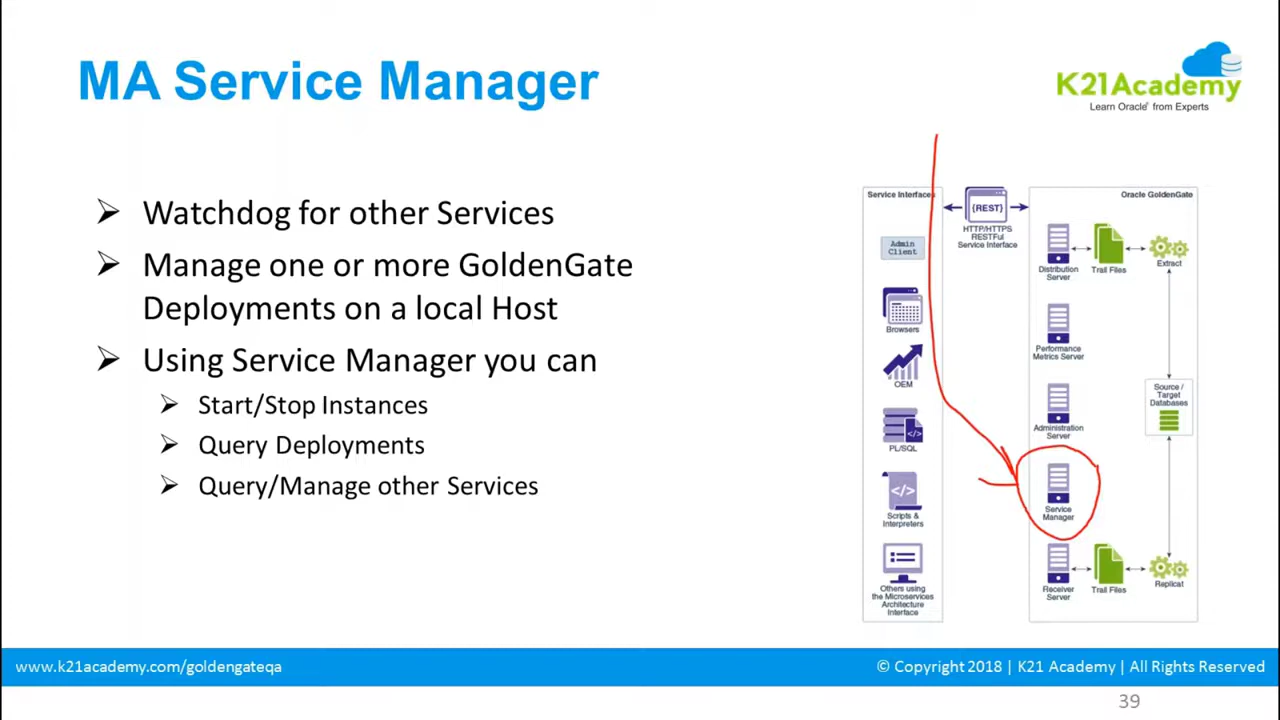 MA Service Manager
K21Academy
Learn Oracle® from Experts
Watchdog for other Services
Manage one or more GoldenGate
Deployments on a local Host
Using Service Manager you can
Start/Stop Instances
Query Deployments
Query/Manage other Services
Service Interfaces
Admin
Client
Browsers
OEM
PL/SQL
</>
Scripts &
Interpreters
Others using
the Microservices
Architecture
Interface
{REST}
HTTP/HTTPS
RESTFul
Service Interface
Oracle GoldenGate
Distribution
Server
Trail Files
Extract
Performance
Metrics Server
Source /
Target
Databases
Administration
Server
Service
Manager
Receiver
Server
Trail Files
Replicat
www.k21academy.com/goldengateqa
© Copyright 2018 | K21 Academy | All Rights Reserved
39